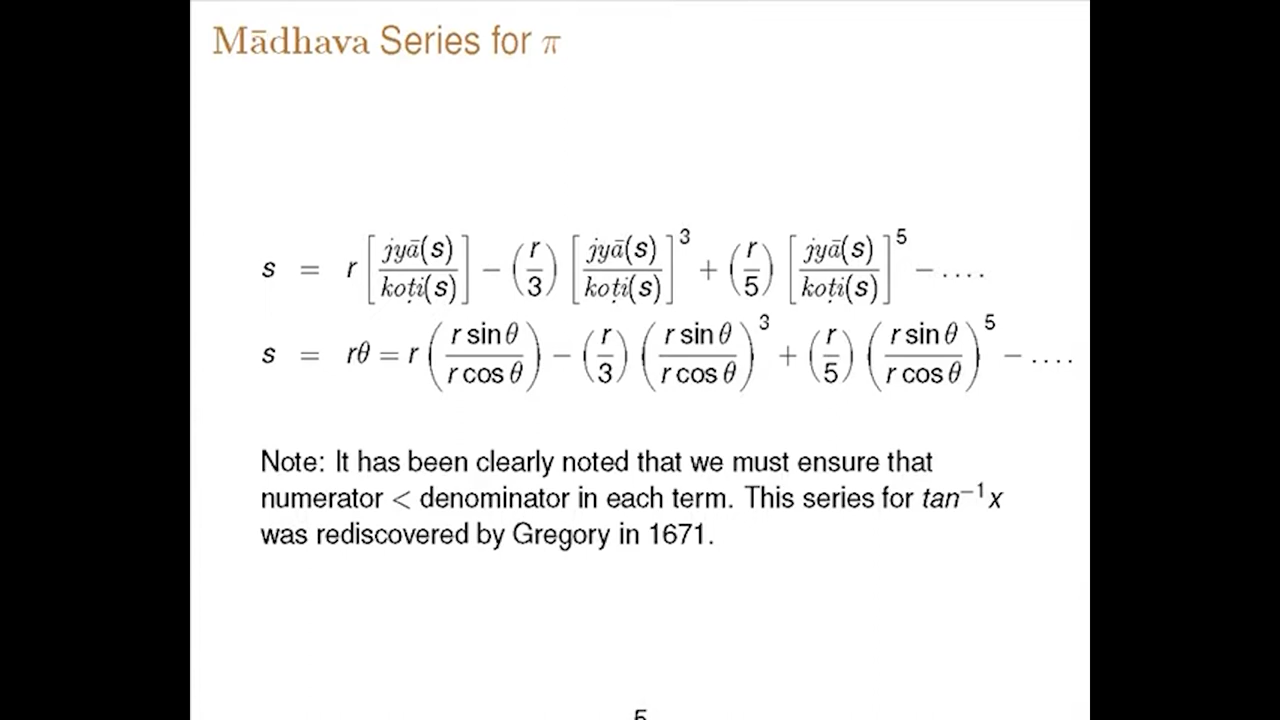 Mādhava Series for π
s = r [jyā(s)/koṭi(s)] − (r/3) [jyā(s)/koṭi(s)]³ + (r/5) [jyā(s)/koṭi(s)]⁵ − ....
s = rθ = r (r sin θ/r cos θ) − (r/3) (r sin θ/r cos θ)³ + (r/5) (r sin θ/r cos θ)⁵ − ....
Note: It has been clearly noted that we must ensure that
numerator < denominator in each term. This series for tan⁻¹x
was rediscovered by Gregory in 1671.
5